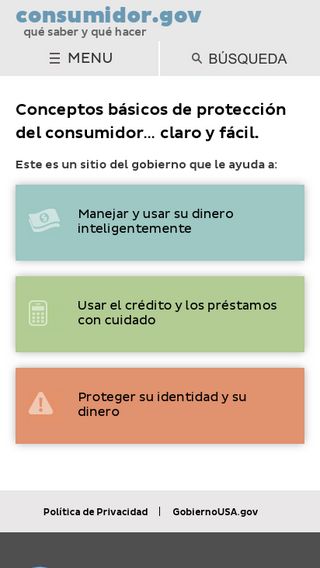 consumidor.gov
qué saber y qué hacer
MENU
BÚSQUEDA
Conceptos básicos de protección
del consumidor... claro y fácil.
Este es un sitio del gobierno que le ayuda a:
Manejar y usar su dinero
inteligentemente
Usar el crédito y los préstamos
con cuidado
Proteger su identidad y su
dinero
Política de Privacidad | GobiernoUSA.gov